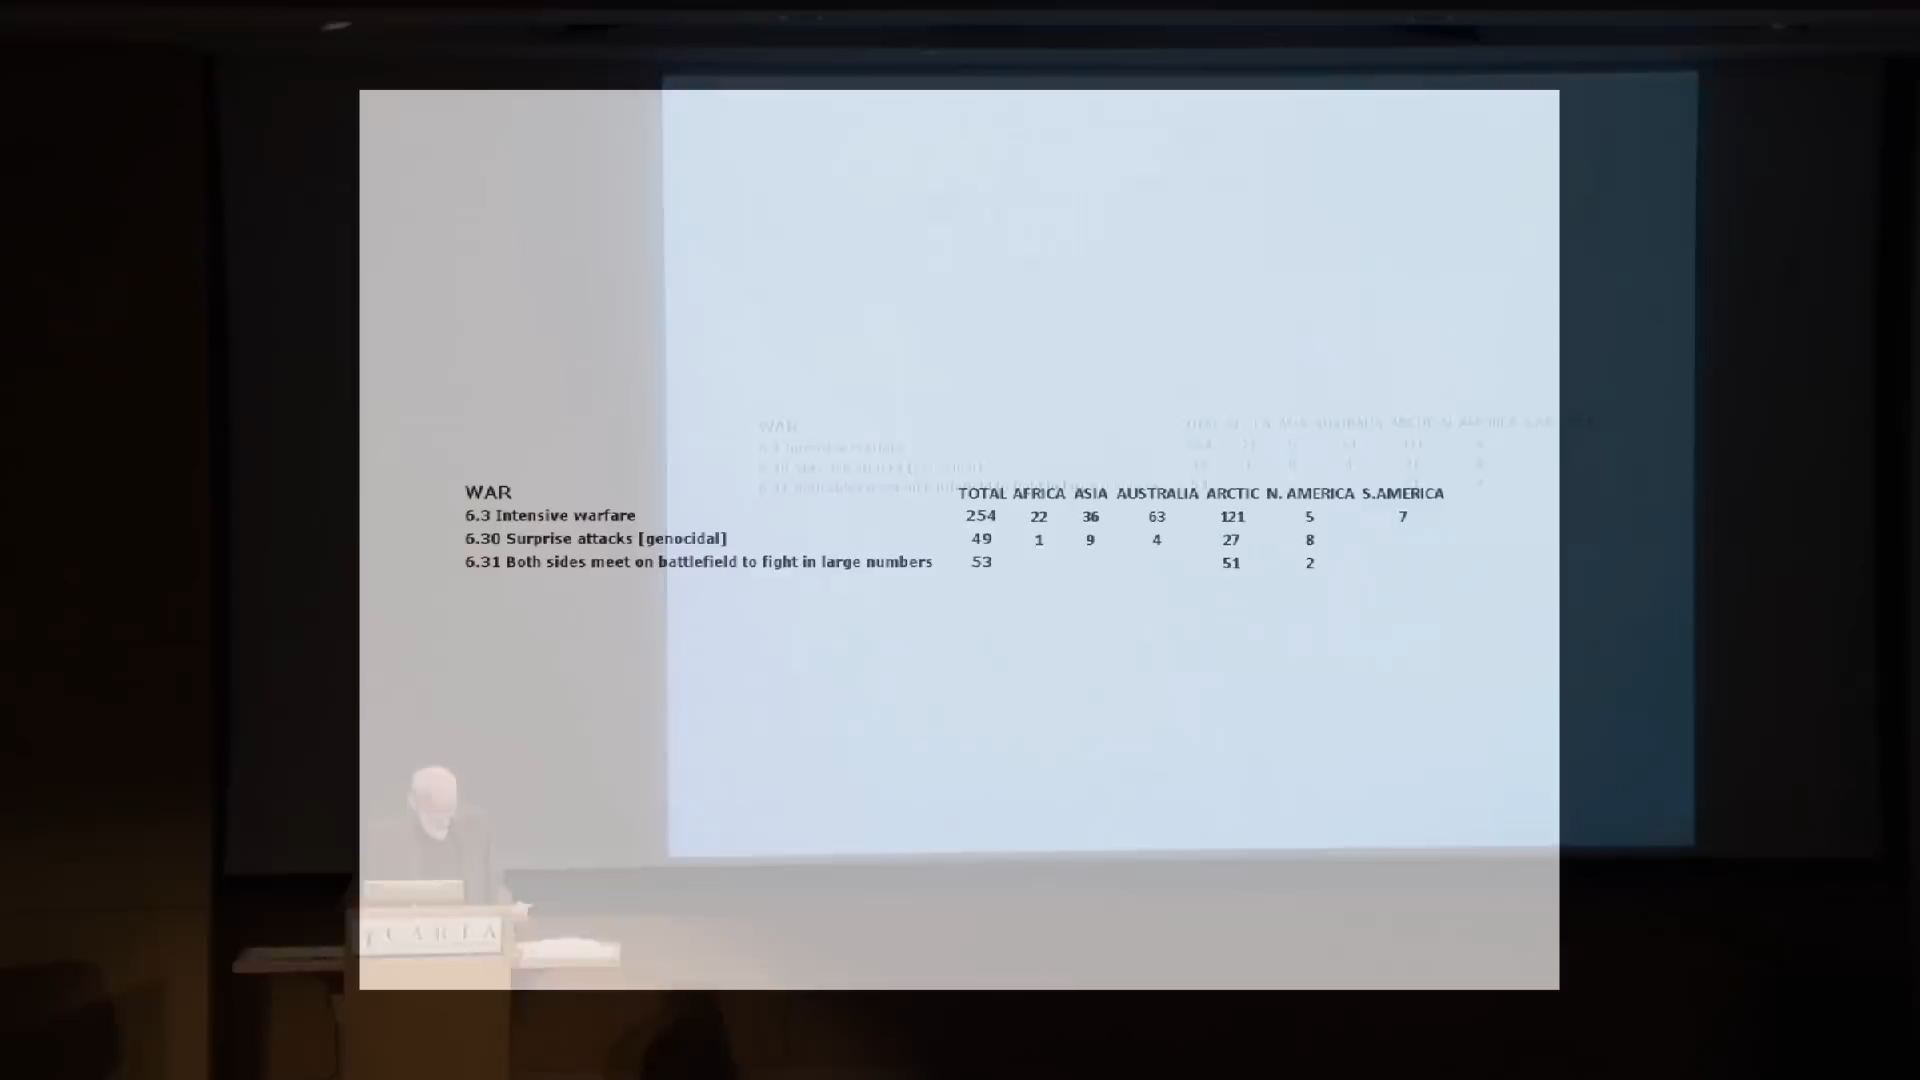 WAR TOTAL AFRICA ASIA AUSTRALIA ARCTIC N. AMERICA S.AMERICA
6.3 Intensive warfare 254 22 36 63 121 5 7
6.30 Surprise attacks [genocidal] 49 1 9 4 27 8
6.31 Both sides meet on battlefield to fight in large numbers 53 51 2